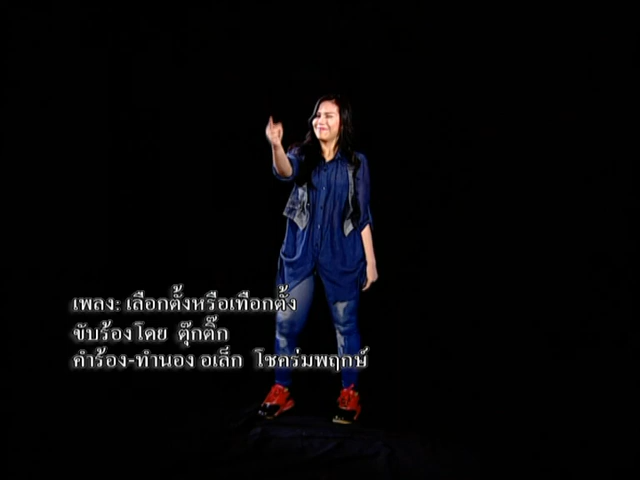 เพลง: เลือกตั้งหรือเทือกตั้ง
ขับร้องโดย ตุ๊กติ๊ก
คำร้อง-ทำนอง อเล็ก โชคร่มพฤกษ์